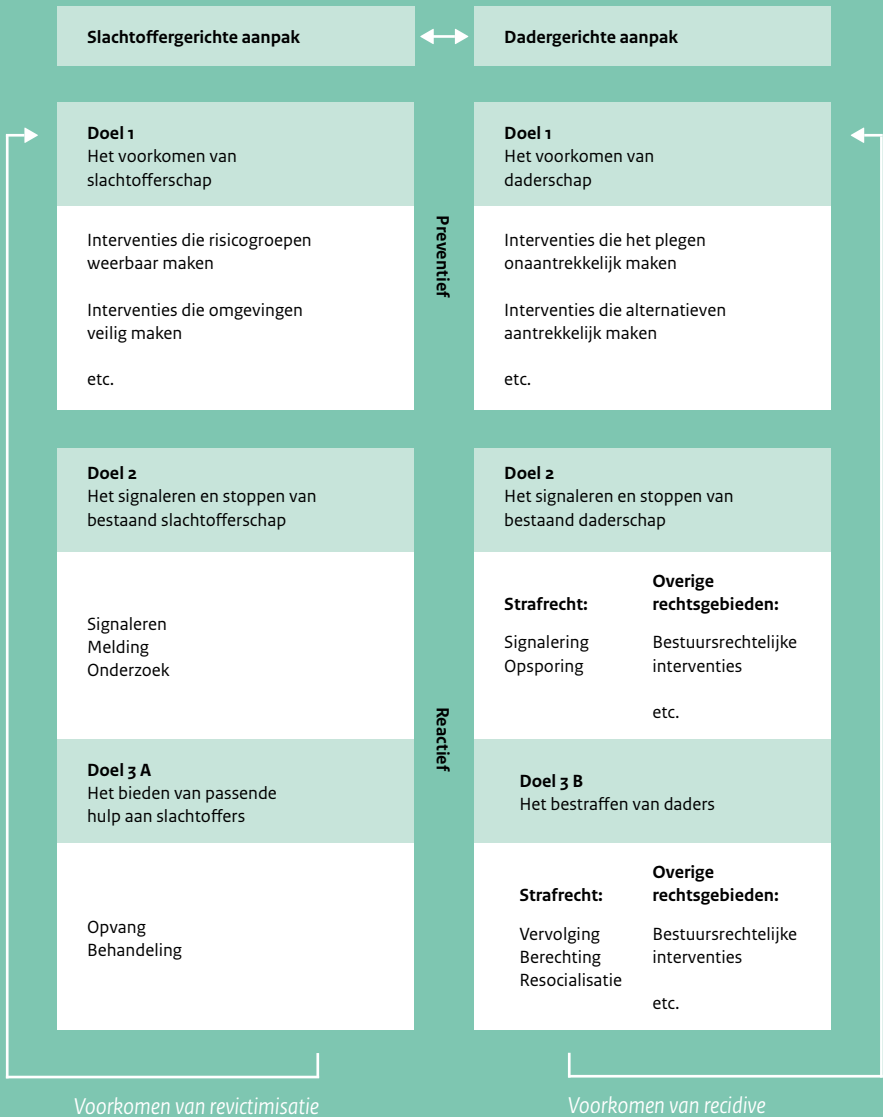 Slachtoffergerichte aanpak
Dadergerichte aanpak
Doel 1
Het voorkomen van
slachtofferschap
Interventies die risicogroepen
weerbaar maken
Interventies die omgevingen
veilig maken
etc.
Preventief
Doel 1
Het voorkomen van
daderschap
Interventies die het plegen
onaantrekkelijk maken
Interventies die alternatieven
aantrekkelijk maken
etc.
Doel 2
Het signaleren en stoppen van
bestaand slachtofferschap
Signaleren
Melding
Onderzoek
Doel 2
Het signaleren en stoppen van
bestaand daderschap
Strafrecht:
Signalering
Opsporing
Overige
rechtsgebieden:
Bestuursrechtelijke
interventies
etc.
Reactief
Doel 3 A
Het bieden van passende
hulp aan slachtoffers
Opvang
Behandeling
Doel 3 B
Het bestraffen van daders
Strafrecht:
Vervolging
Berechting
Resocialisatie
Overige
rechtsgebieden:
Bestuursrechtelijke
interventies
etc.
Voorkomen van revictimisatie
Voorkomen van recidive